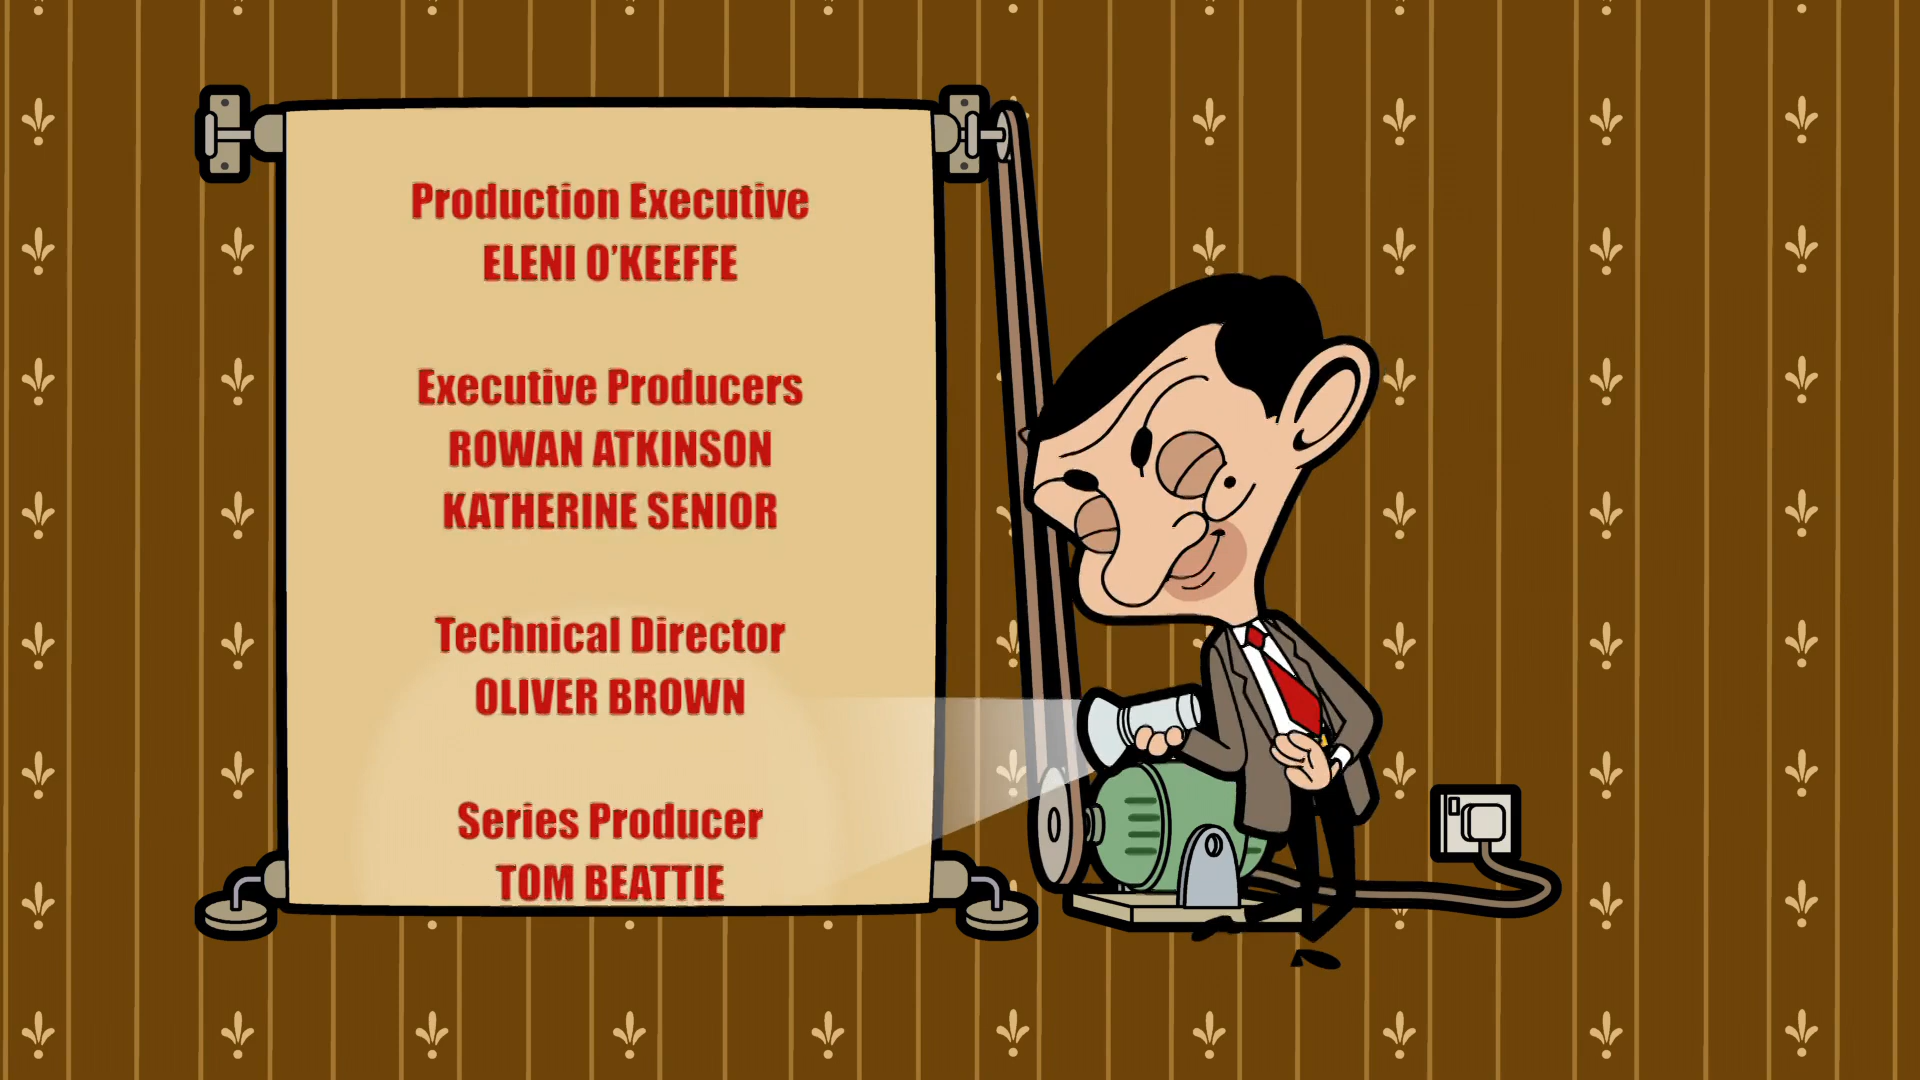 Production Executive
ELENI O'KEEFFE
Executive Producers
ROWAN ATKINSON
KATHERINE SENIOR
Technical Director
OLIVER BROWN
Series Producer
TOM BEATTIE